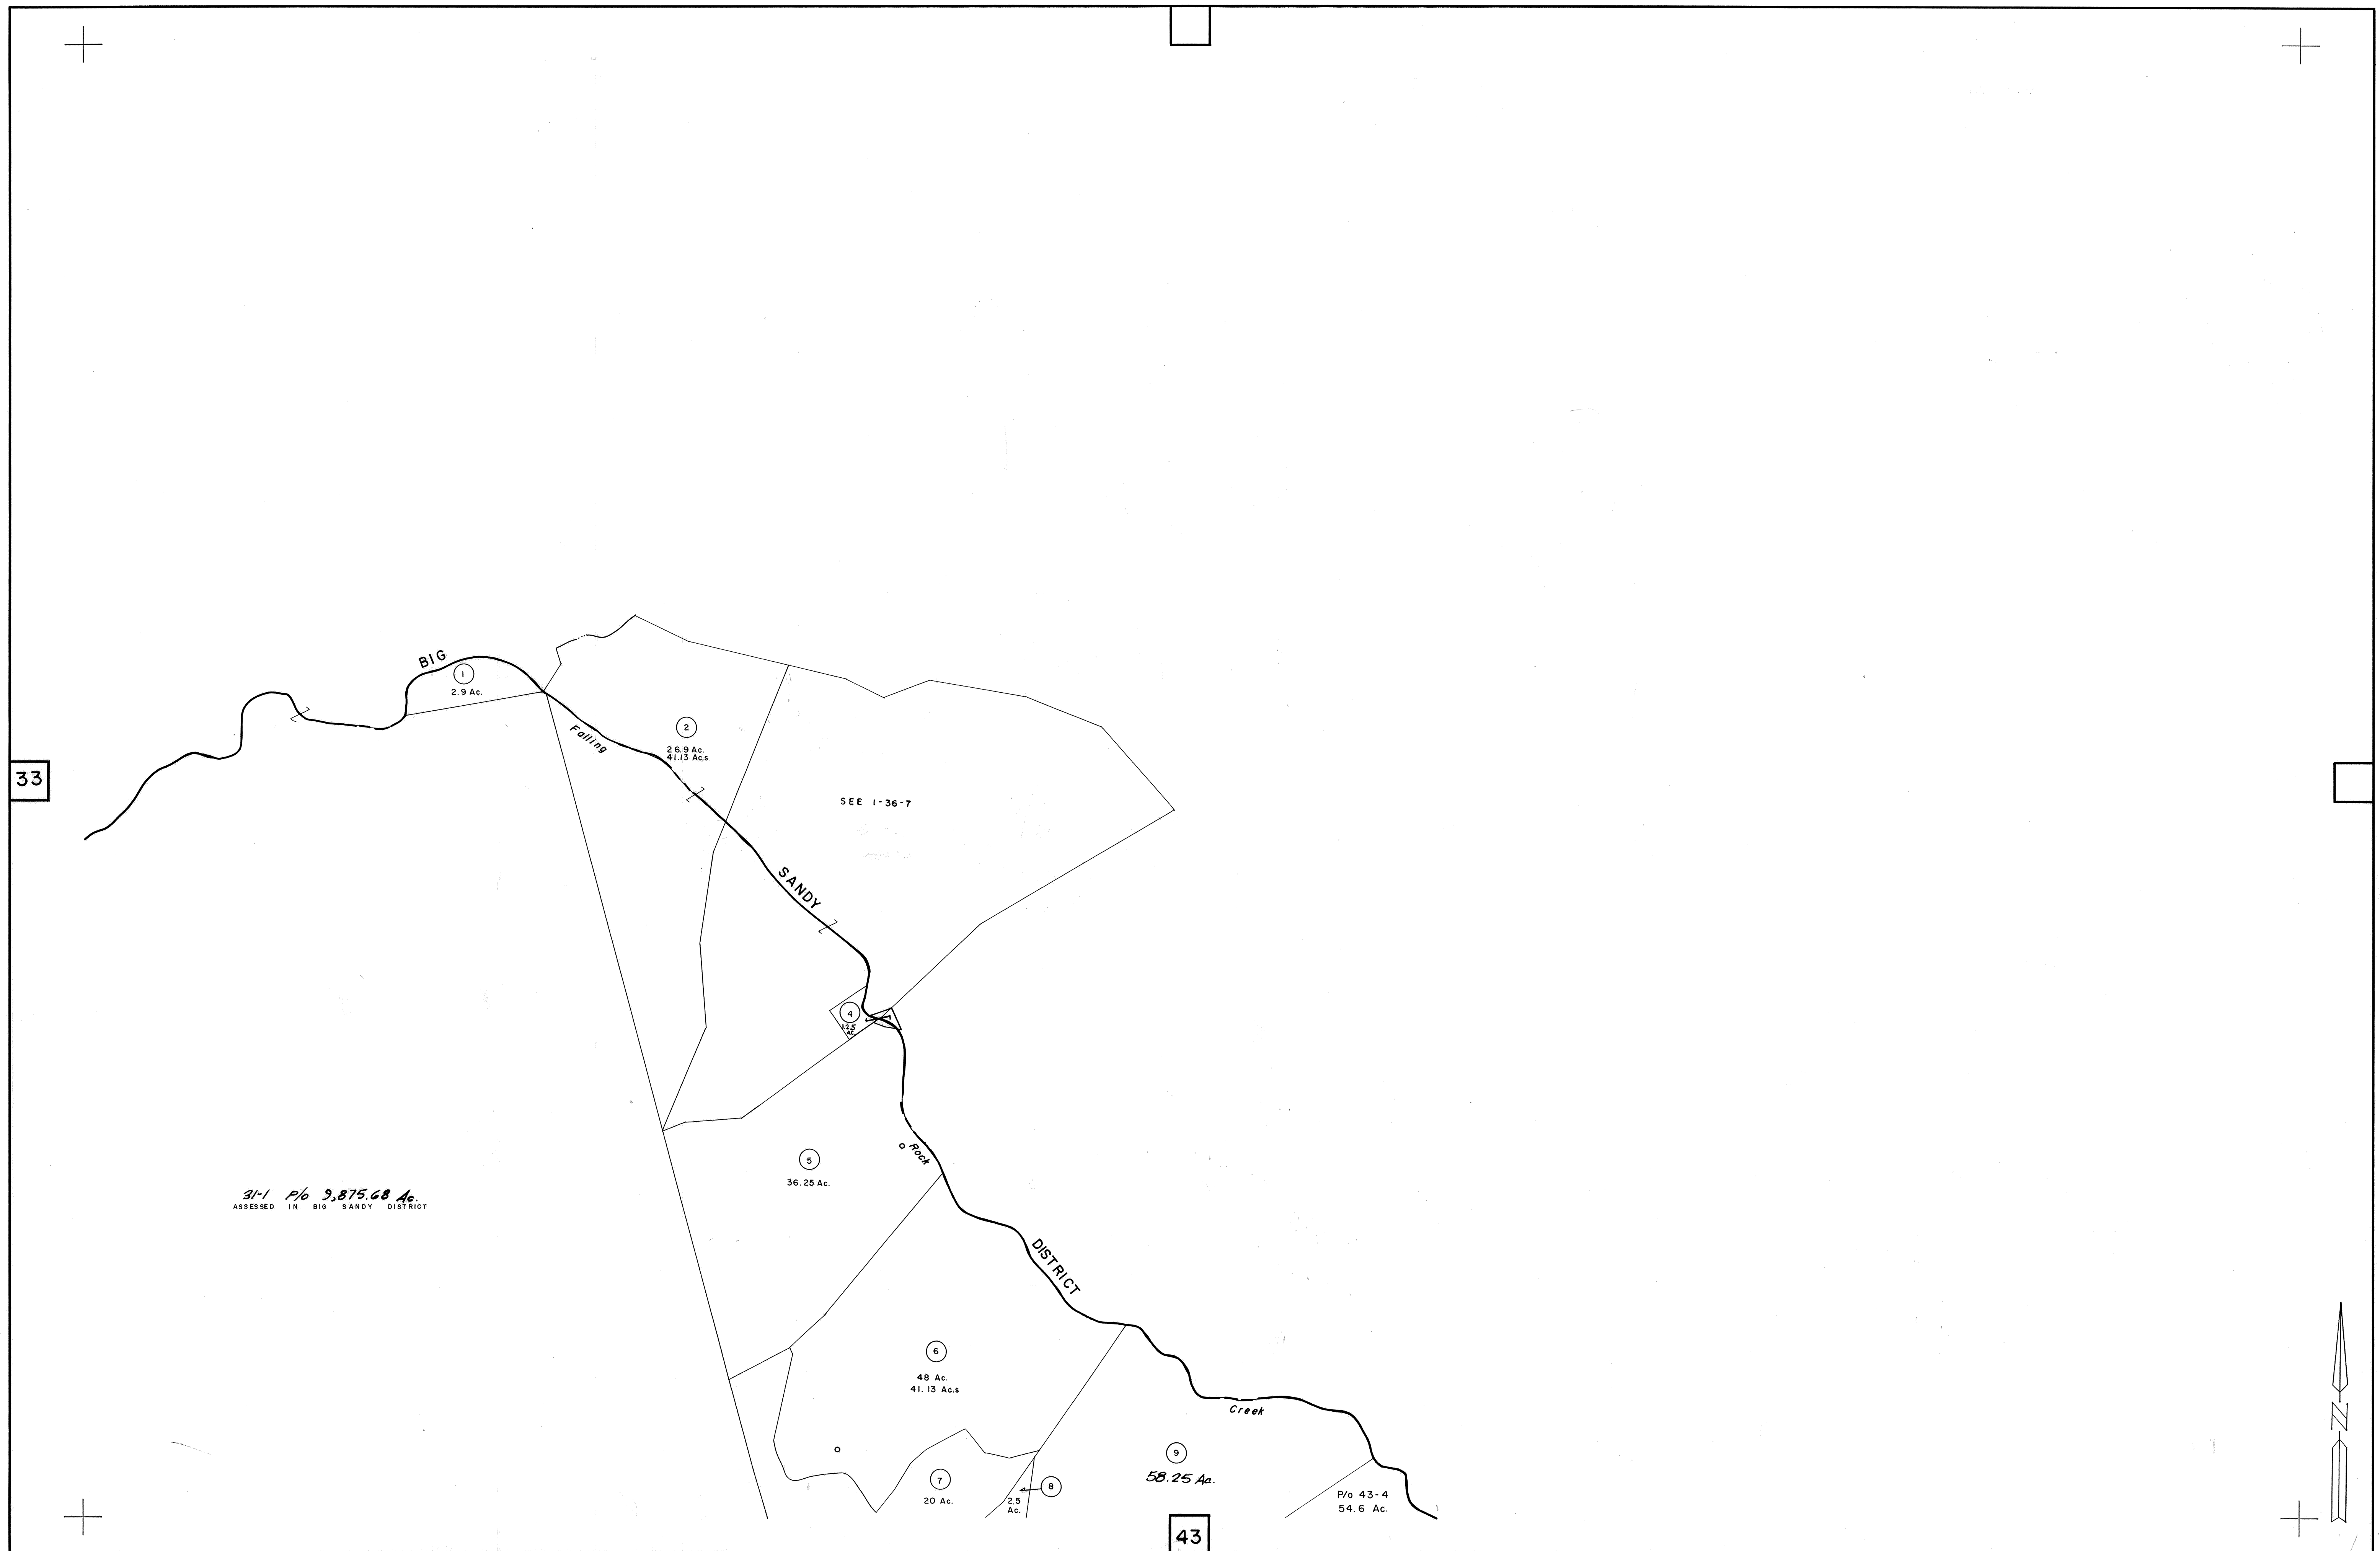 BIG
1
2.9 Ac.
Falling
2
26.9 Ac.
41.13 Ac.s
33
SEE 1-36-7
SANDY
4
1.25
AC.
Rock
5
36.25 Ac.
31-1 P/o 9,875.68 Ac.
ASSESSED IN BIG SANDY DISTRICT
DISTRICT
6
48 Ac.
41.13 Ac.s
Creek
9
58.25 Ac.
7
20 Ac.
8
2.5
Ac.
P/o 43-4
54.6 Ac.
N
43